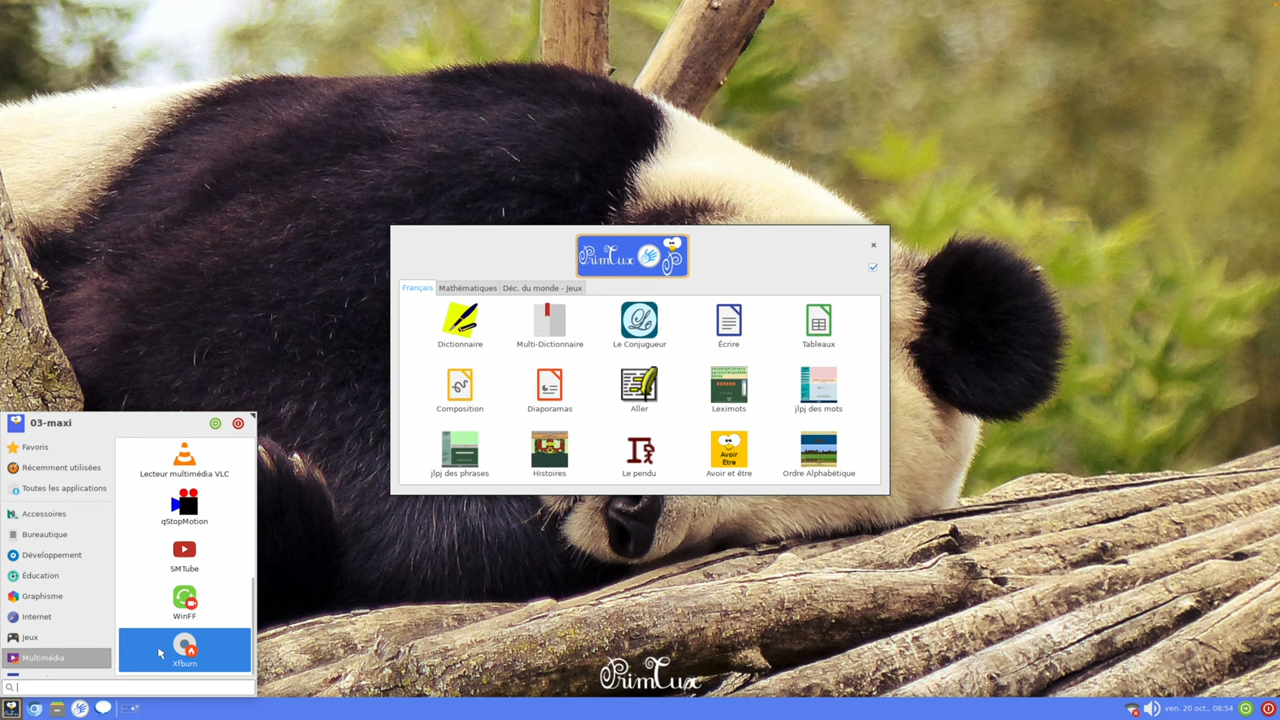 PrimTux
Français
Mathématiques
Déc. du monde - Jeux
Dictionnaire
Multi-Dictionnaire
Le Conjugueur
Écrire
Tableaux
Composition
Diaporamas
Aller
Leximots
jlpj des mots
jlpj des phrases
Histoires
Le pendu
Avoir
Être
Avoir et être
Ordre Alphabétique
03-maxi
Favoris
Récemment utilisées
Toutes les applications
Accessoires
Bureautique
Développement
Éducation
Graphisme
Internet
Jeux
Multimédia
Lecteur multimédia VLC
qStopMotion
SMTube
WinFF
Xfburn
PrimTux
ven. 20 oct., 08:54